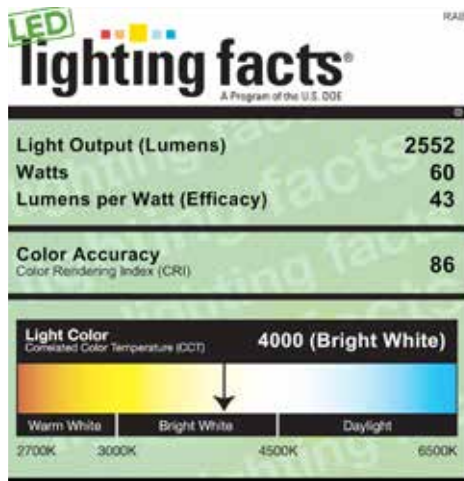 LED
RAB
lighting facts®
A Program of the U.S. DOE
Light Output (Lumens) 2552
Watts 60
Lumens per Watt (Efficacy) 43
Color Accuracy 86
Color Rendering Index (CRI)
Light Color 4000 (Bright White)
Correlated Color Temperature (CCT)
Warm White Bright White Daylight
2700K 3000K 4500K 6500K